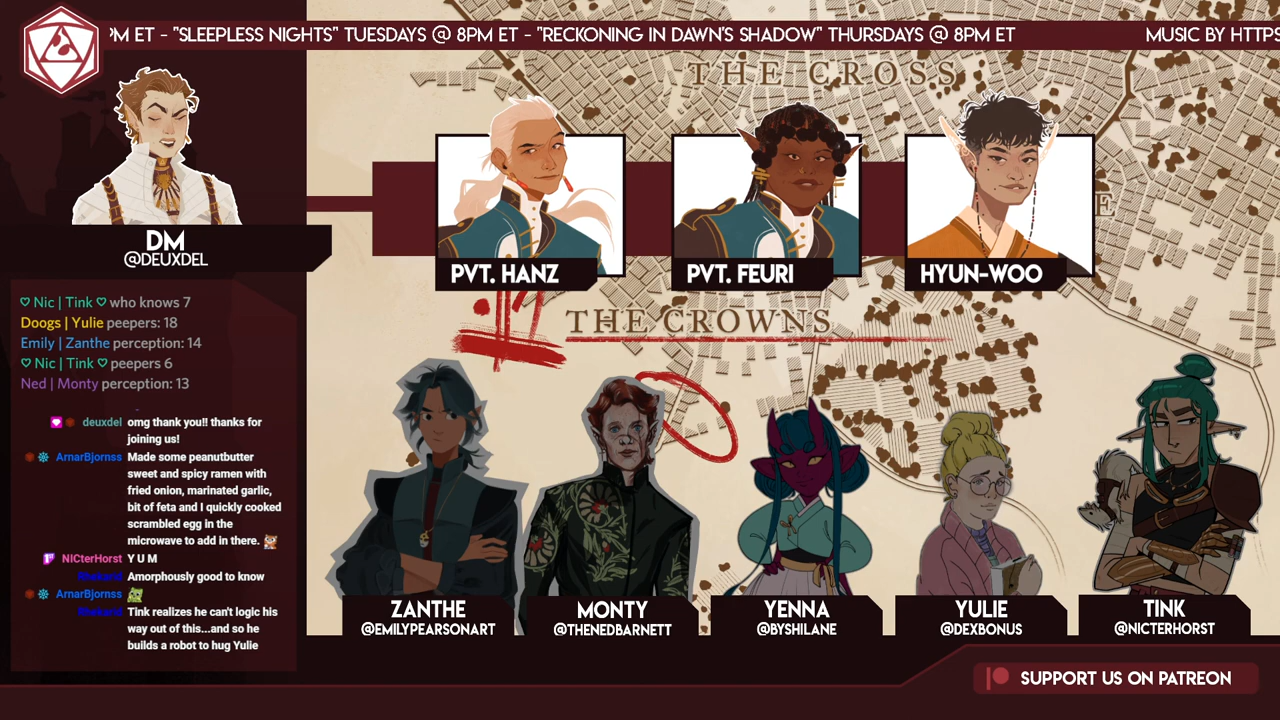 PM ET - "SLEEPLESS NIGHTS" TUESDAYS @ 8PM ET - "RECKONING IN DAWN'S SHADOW" THURSDAYS @ 8PM ET
MUSIC BY HTTPS
THE CROSS
DM
@DEUXDEL
PVT. HANZ
PVT. FEURI
HYUN-WOO
♡ Nic | Tink ♡ who knows 7
Doogs | Yulie peepers: 18
Emily | Zanthe perception: 14
♡ Nic | Tink ♡ peepers 6
Ned | Monty perception: 13
THE CROWNS
deuxdel omg thank you!! thanks for
joining us!
ArnarBjornss Made some peanutbutter
sweet and spicy ramen with
fried onion, marinated garlic,
bit of feta and I quickly cooked
scrambled egg in the
microwave to add in there.
NICterHorst Y U M
Amorphously good to know
ArnarBjornss
Tink realizes he can't logic his
way out of this...and so he
builds a robot to hug Yulie
ZANTHE
@EMILYPEARSONART
MONTY
@THENEDBARNETT
YENNA
@BYSHILANE
YULIE
@DEXBONUS
TINK
@NICTERHORST
SUPPORT US ON PATREON